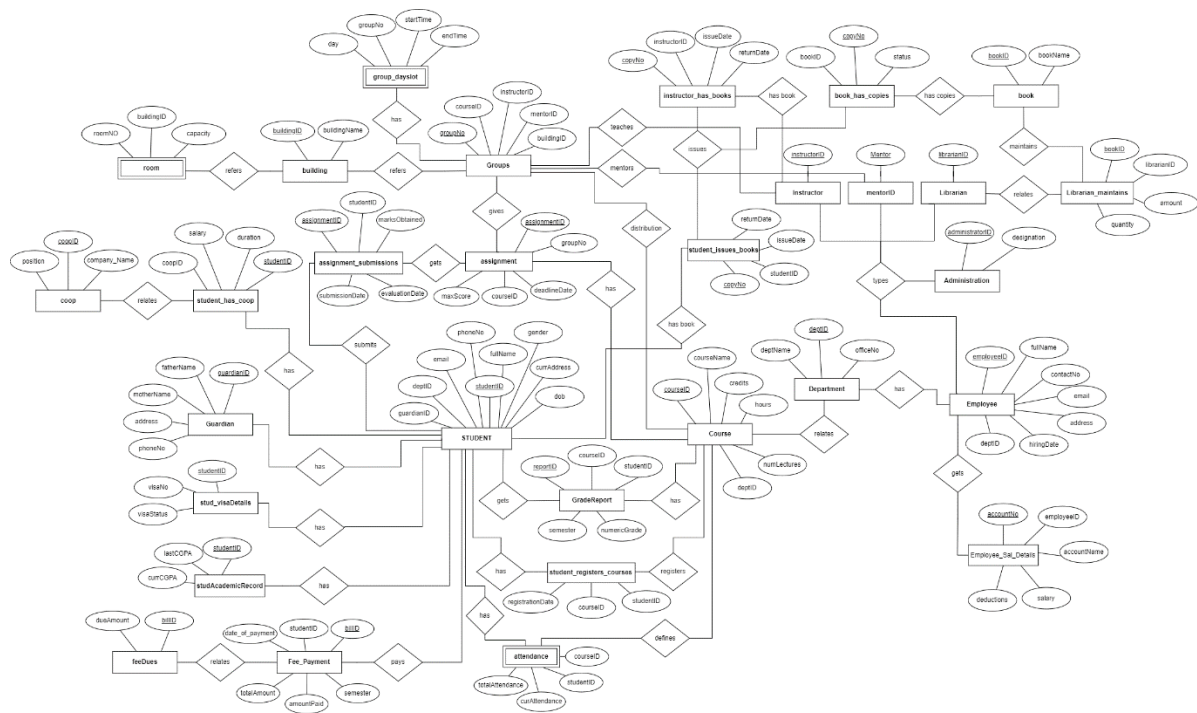 groupNo
startTime
day
endTime
group_dayslot
has
instructorID
courseID
mentorID
groupNo
buildingID
Groups
buildingID
roomNO
capacity
room
refers
buildingID
buildingName
building
refers
teaches
mentors
gives
distribution
instructorID
issueDate
copyNo
returnDate
instructor_has_books
has book
issues
copyNo
bookID
status
book_has_copies
has copies
bookID
bookName
book
maintains
instructorID
Instructor
Mentor
mentorID
librarianID
Librarian
relates
bookID
librarianID
amount
quantity
Librarian_maintains
administratorID
designation
Administration
types
returnDate
issueDate
studentID
copyNo
student_issues_books
has book
studentID
assignmentID
marksObtained
assignment_submissions
submissionDate
evaluationDate
gets
assignmentID
groupNo
assignment
maxScore
courseID
deadlineDate
has
submits
coopID
position
company_Name
coop
relates
salary
duration
coopID
studentID
student_has_coop
has
fatherName
guardianID
motherName
address
phoneNo
Guardian
has
studentID
visaNo
visaStatus
stud_visaDetails
has
lastCGPA
studentID
currCGPA
studAcademicRecord
has
dueAmount
billID
feeDues
relates
date_of_payment
studentID
billID
Fee_Payment
totalAmount
amountPaid
semester
pays
gender
phoneNo
fullName
email
currAddress
deptID
studentID
dob
guardianID
STUDENT
gets
courseID
reportID
studentID
GradeReport
semester
numericGrade
has
has
student_registers_courses
registrationDate
courseID
studentID
registers
has
attendance
courseID
studentID
totalAttendance
curAttendance
defines
courseName
courseID
credits
hours
Course
numLectures
deptID
relates
deptID
deptName
officeNo
Department
has
employeeID
fullName
contactNo
email
address
hiringDate
deptID
Employee
gets
accountNo
employeeID
accountName
Employee_Sal_Details
deductions
salary